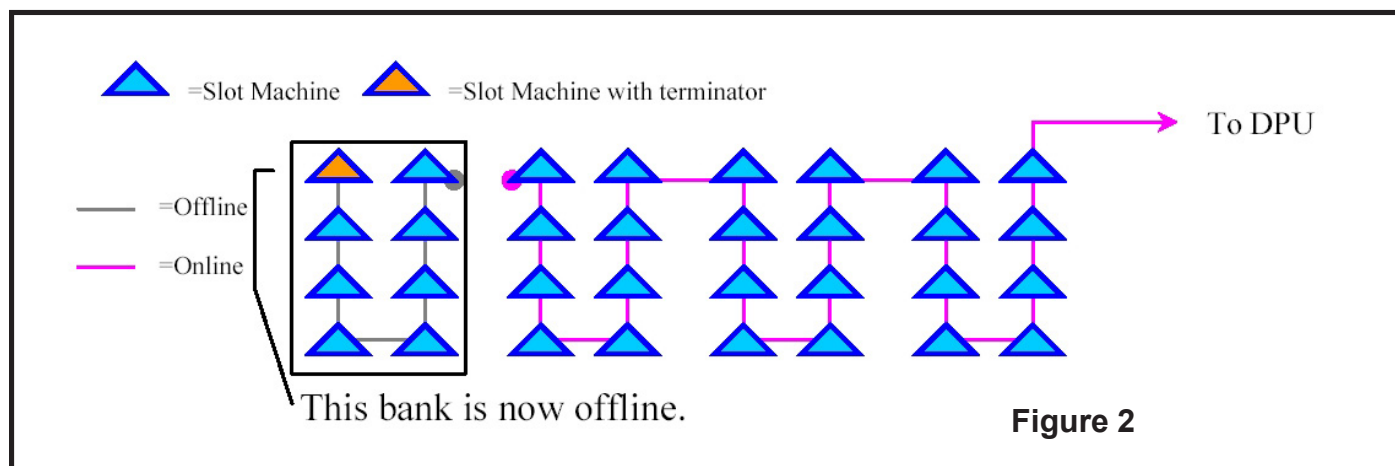 =Slot Machine =Slot Machine with terminator
To DPU
=Offline
=Online
This bank is now offline.
Figure 2